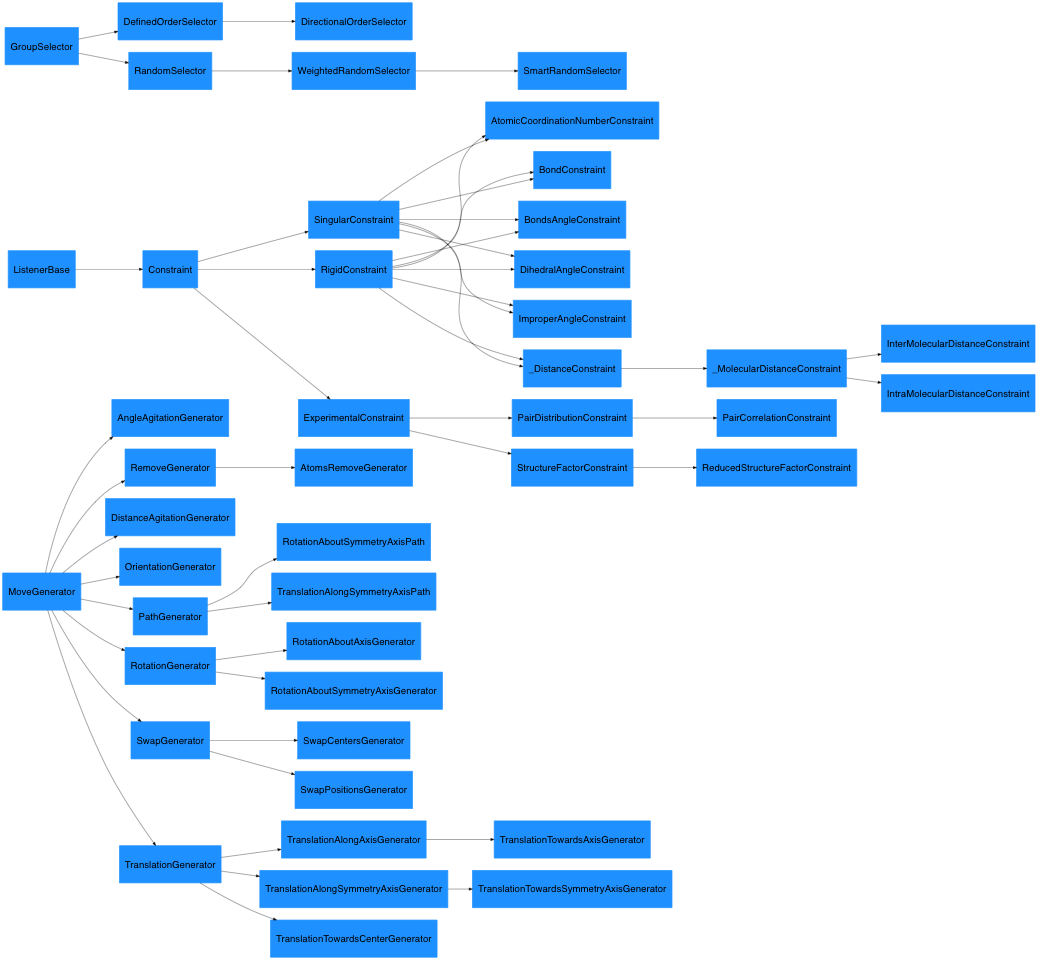 DefinedOrderSelector
DirectionalOrderSelector
GroupSelector
RandomSelector
WeightedRandomSelector
SmartRandomSelector
AtomicCoordinationNumberConstraint
BondConstraint
SingularConstraint
BondsAngleConstraint
ListenerBase
Constraint
RigidConstraint
DihedralAngleConstraint
ImproperAngleConstraint
InterMolecularDistanceConstraint
_DistanceConstraint
_MolecularDistanceConstraint
IntraMolecularDistanceConstraint
AngleAgitationGenerator
ExperimentalConstraint
PairDistributionConstraint
PairCorrelationConstraint
RemoveGenerator
AtomsRemoveGenerator
StructureFactorConstraint
ReducedStructureFactorConstraint
DistanceAgitationGenerator
RotationAboutSymmetryAxisPath
OrientationGenerator
MoveGenerator
TranslationAlongSymmetryAxisPath
PathGenerator
RotationAboutAxisGenerator
RotationGenerator
RotationAboutSymmetryAxisGenerator
SwapGenerator
SwapCentersGenerator
SwapPositionsGenerator
TranslationAlongAxisGenerator
TranslationTowardsAxisGenerator
TranslationGenerator
TranslationAlongSymmetryAxisGenerator
TranslationTowardsSymmetryAxisGenerator
TranslationTowardsCenterGenerator